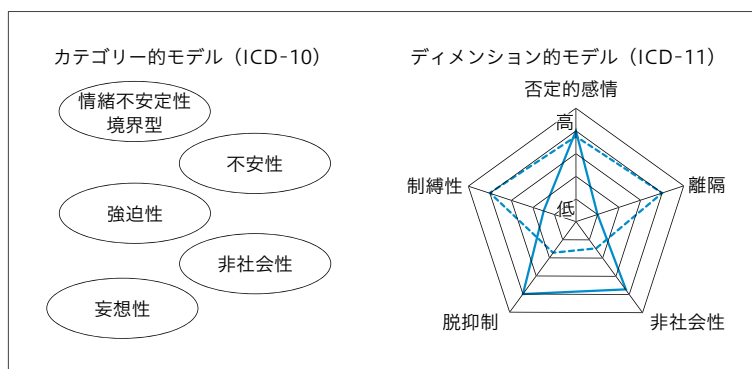 カテゴリー的モデル（ICD-10）
情緒不安定性
境界型
不安性
強迫性
非社会性
妄想性
ディメンション的モデル（ICD-11）
否定的感情
高
制縛性
離隔
低
脱抑制
非社会性